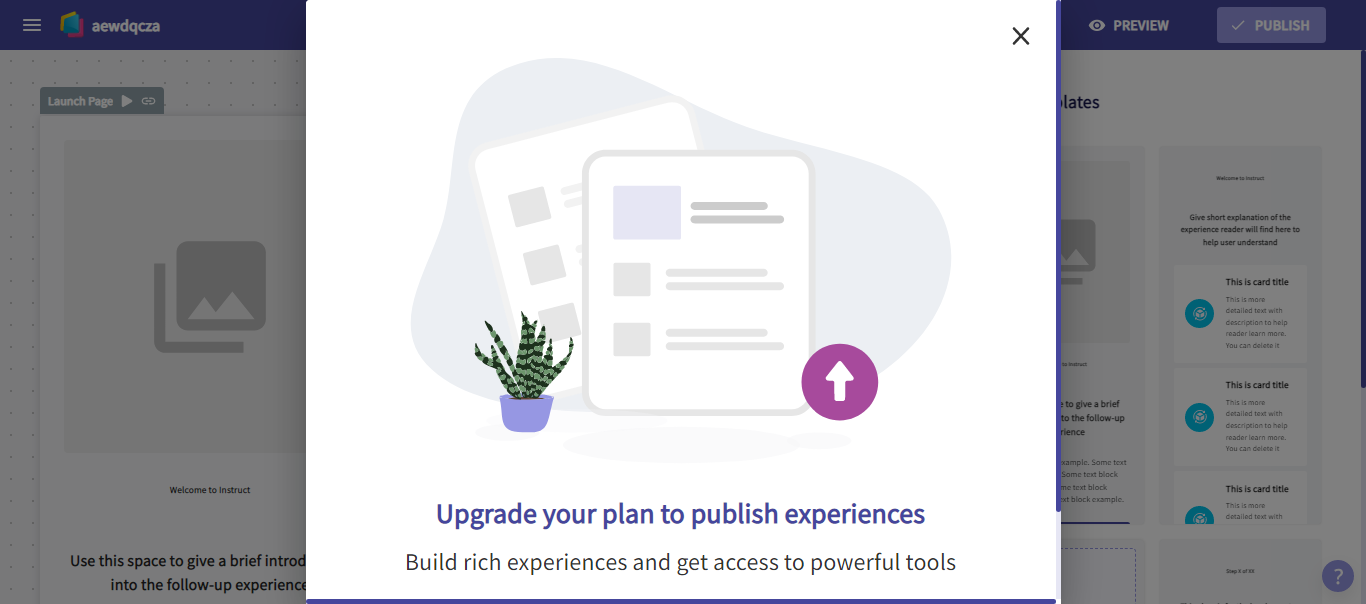 aewdqcza
PREVIEW
PUBLISH
Launch Page
Welcome to Instruct
Use this space to give a brief introd
into the follow-up experience
Upgrade your plan to publish experiences
Build rich experiences and get access to powerful tools
plates
to Instruct
e to give a brief
to the follow-up
rience
xample. Some text
Some text block
me text block
xt block example.
Welcome to Instruct
Give short explanation of the
experience reader will find here to
help user understand
This is card title
This is more
detailed text with
description to help
reader learn more.
You can delete it
This is card title
This is more
detailed text with
description to help
reader learn more.
You can delete it
This is card title
This is more
detailed text with
Step X of XX
?